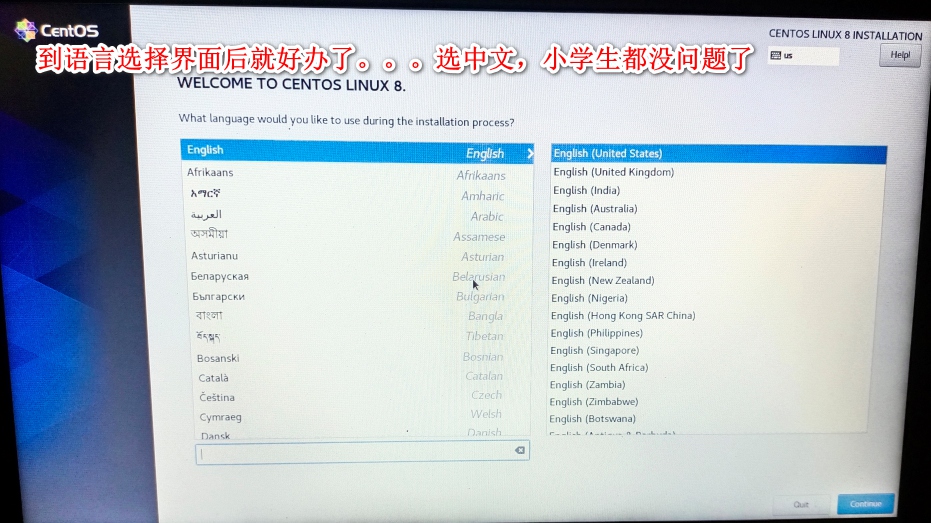 CentOS
CENTOS LINUX 8 INSTALLATION
到语言选择界面后就好办了。。。选中文，小学生都没问题了
us
Help!
WELCOME TO CENTOS LINUX 8.
What language would you like to use during the installation process?
English English
Afrikaans Afrikaans
አማርኛ Amharic
العربية Arabic
অসমীয়া Assamese
Asturianu Asturian
Беларуская Belarusian
Български Bulgarian
বাংলা Bangla
Tibetan
Bosanski Bosnian
Català Catalan
Čeština Czech
Cymraeg Welsh
Dansk Danish
English (United States)
English (United Kingdom)
English (India)
English (Australia)
English (Canada)
English (Denmark)
English (Ireland)
English (New Zealand)
English (Nigeria)
English (Hong Kong SAR China)
English (Philippines)
English (Singapore)
English (South Africa)
English (Zambia)
English (Zimbabwe)
English (Botswana)
English (Antigua & Barbuda)
Quit
Continue